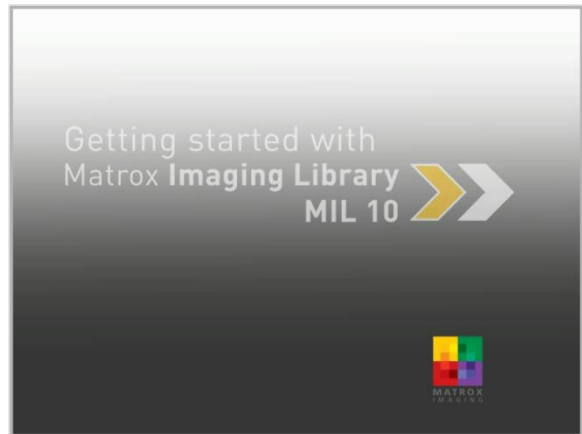 Getting started with
Matrox Imaging Library
MIL 10
MATROX
IMAGING